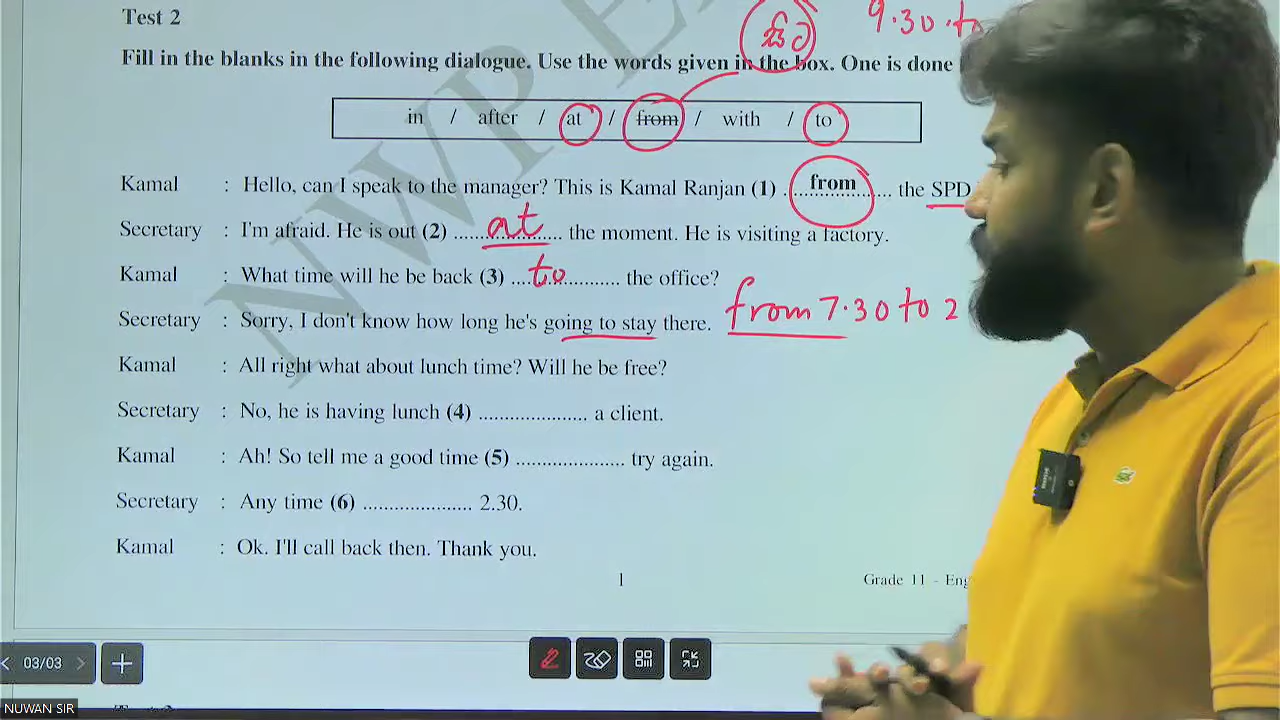 Test 2
සිට
9.30 to
Fill in the blanks in the following dialogue. Use the words given in the box. One is done
in / after / at / from / with / to
Kamal : Hello, can I speak to the manager? This is Kamal Ranjan (1) .....from..... the SPD
Secretary : I'm afraid. He is out (2) .....at..... the moment. He is visiting a factory.
Kamal : What time will he be back (3) .....to..... the office?
Secretary : Sorry, I don't know how long he's going to stay there. from 7.30 to 2
Kamal : All right what about lunch time? Will he be free?
Secretary : No, he is having lunch (4) ..................... a client.
Kamal : Ah! So tell me a good time (5) ..................... try again.
Secretary : Any time (6) ..................... 2.30.
Kamal : Ok. I'll call back then. Thank you.
1
Grade 11 - Eng
03/03
NUWAN SIR